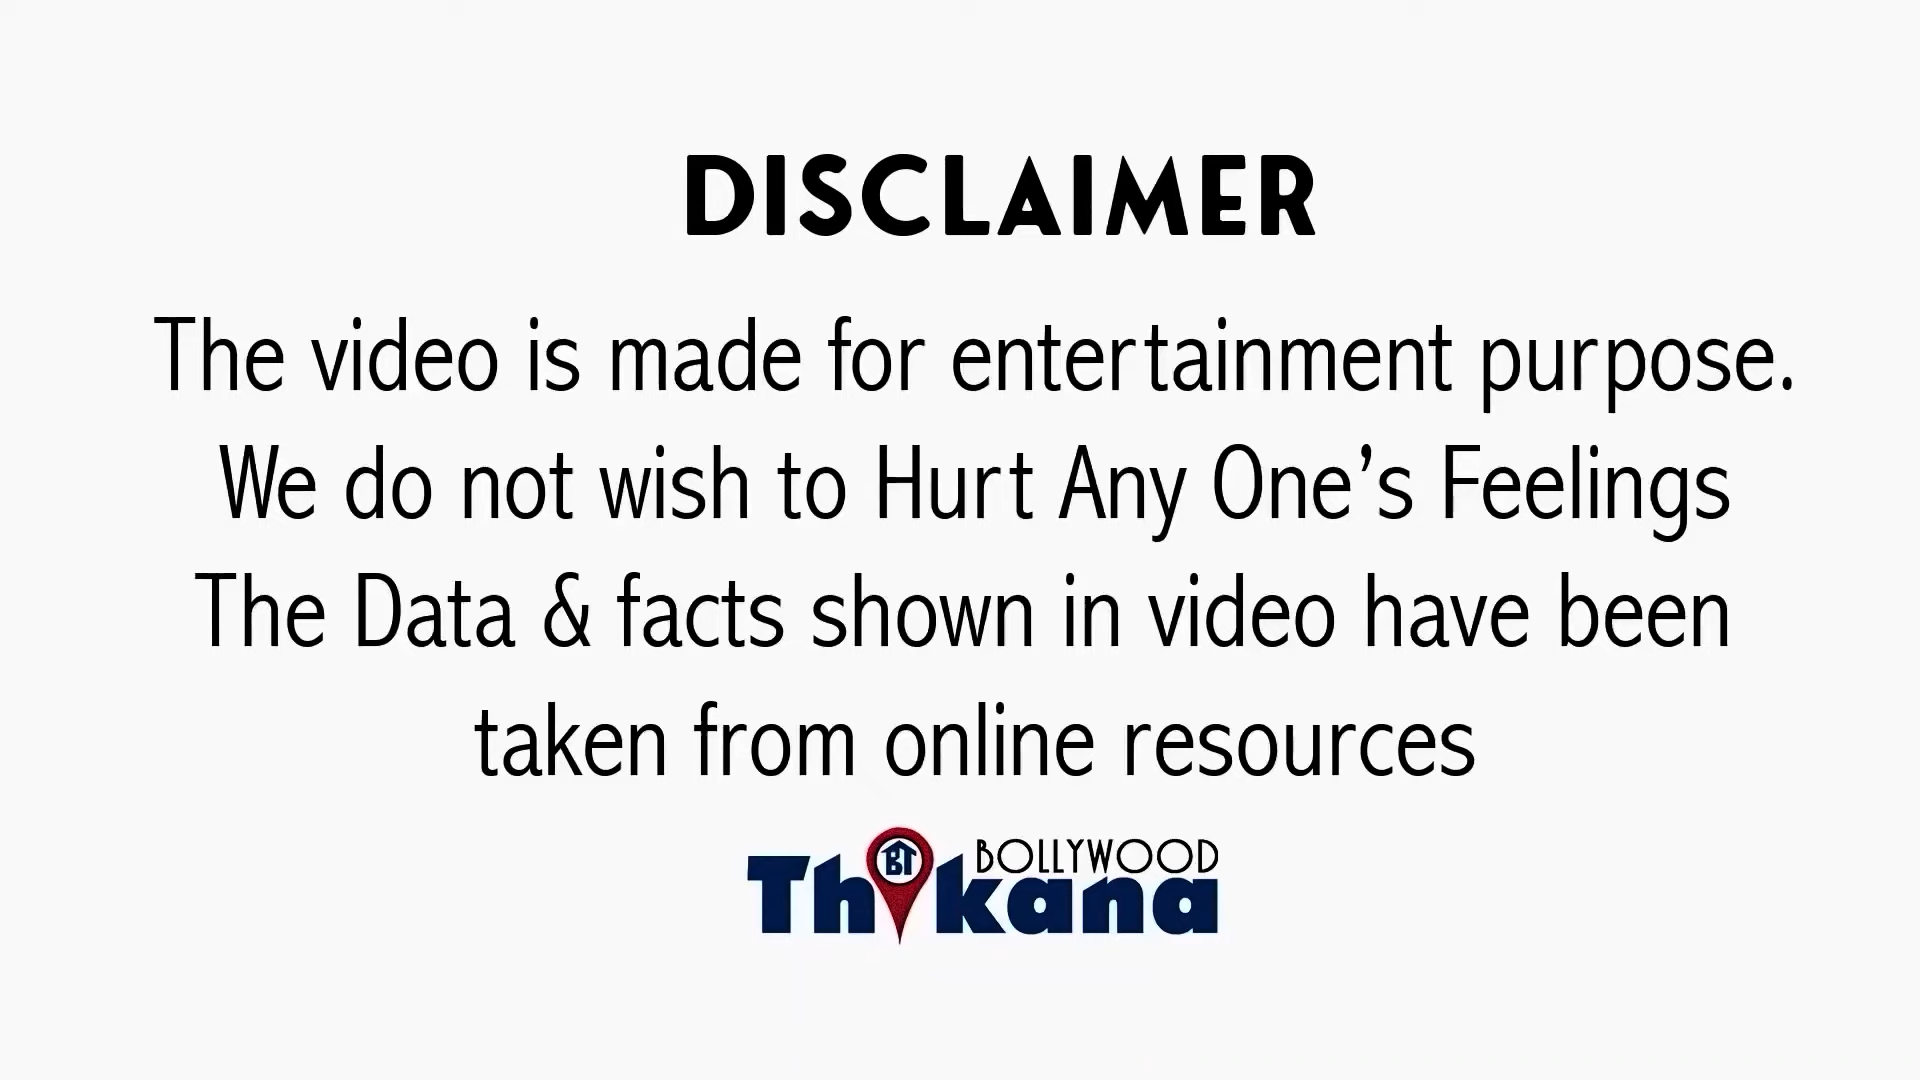 DISCLAIMER
The video is made for entertainment purpose.
We do not wish to Hurt Any One’s Feelings
The Data & facts shown in video have been
taken from online resources
BOLLYWOOD
BT
Thikana